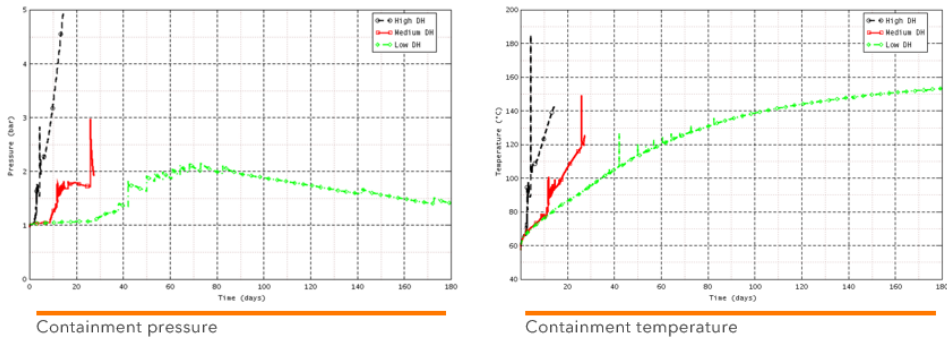 5
4
3
2
1
0
Pressure (bar)
0 20 40 60 80 100 120 140 160 180
Time (days)
High DH
Medium DH
Low DH
Containment pressure
200
180
160
140
120
100
80
60
40
Temperature (°C)
20 40 60 80 100 120 140 160 180
Time (days)
High DH
Medium DH
Low DH
Containment temperature